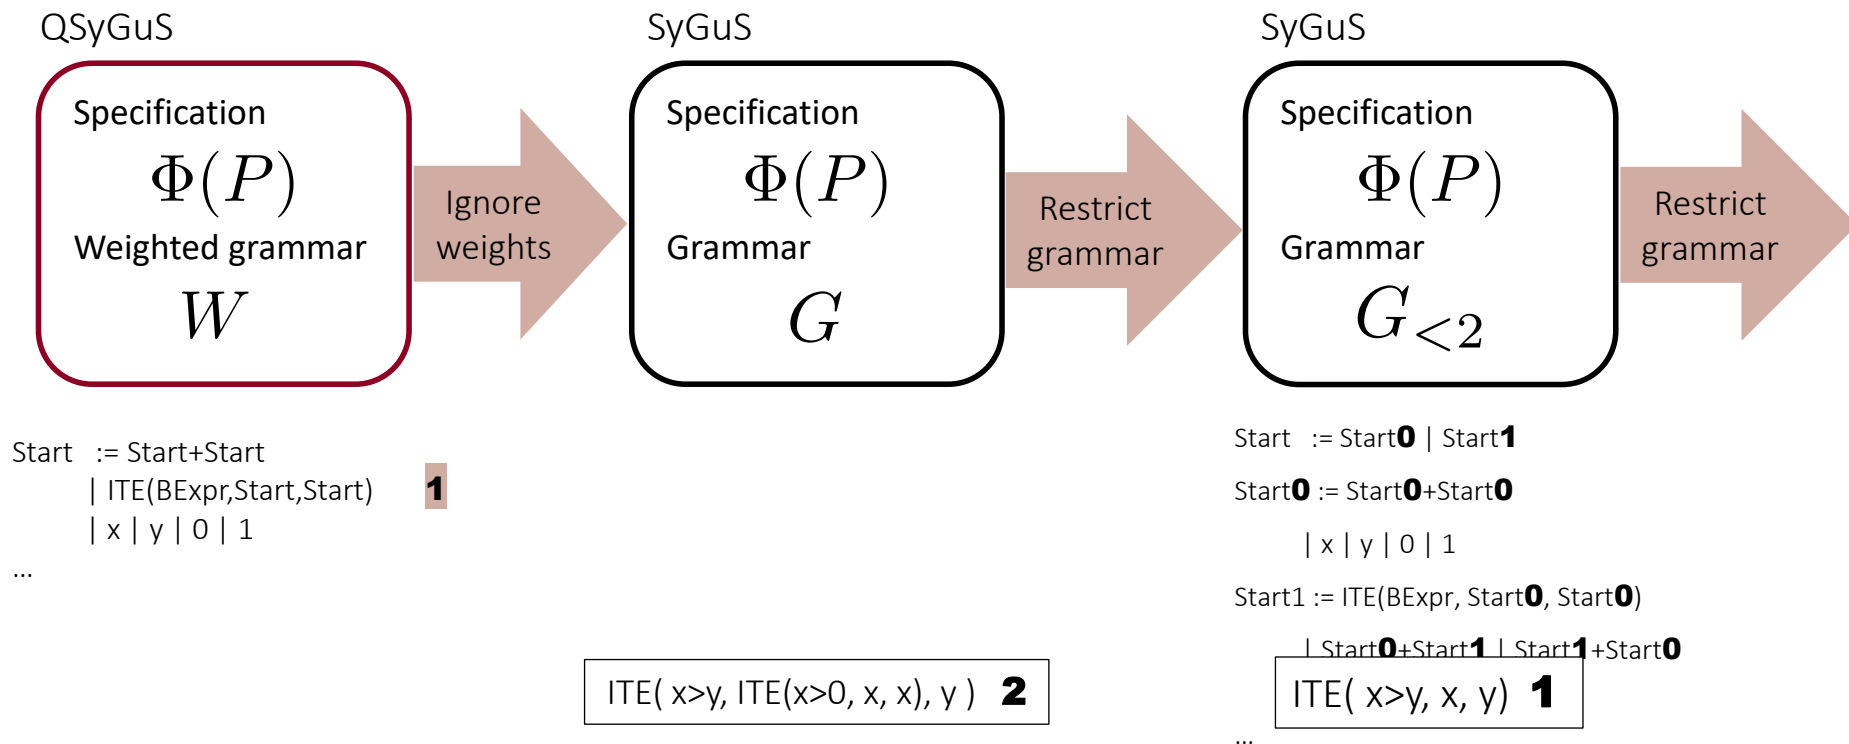 QSyGuS
Specification
Φ(P)
Weighted grammar
W
Ignore
weights
SyGuS
Specification
Φ(P)
Grammar
G
Restrict
grammar
SyGuS
Specification
Φ(P)
Grammar
G<2
Restrict
grammar
Start := Start+Start
| ITE(BExpr,Start,Start) 1
| x | y | 0 | 1
...
ITE( x>y, ITE(x>0, x, x), y ) 2
Start := Start0 | Start1
Start0 := Start0+Start0
| x | y | 0 | 1
Start1 := ITE(BExpr, Start0, Start0)
| Start0+Start1 | Start1+Start0
ITE( x>y, x, y) 1
...